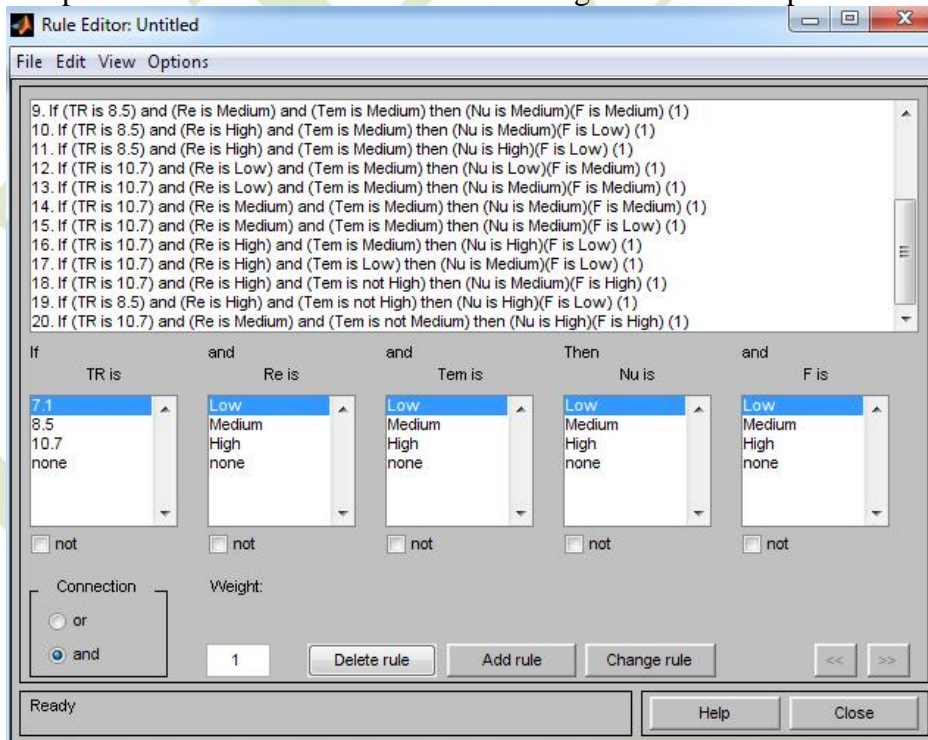 Rule Editor: Untitled
File Edit View Options
9. If (TR is 8.5) and (Re is Medium) and (Tem is Medium) then (Nu is Medium)(F is Medium) (1)
10. If (TR is 8.5) and (Re is High) and (Tem is Medium) then (Nu is Medium)(F is Low) (1)
11. If (TR is 8.5) and (Re is High) and (Tem is Medium) then (Nu is High)(F is Low) (1)
12. If (TR is 10.7) and (Re is Low) and (Tem is Medium) then (Nu is Low)(F is Medium) (1)
13. If (TR is 10.7) and (Re is Low) and (Tem is Medium) then (Nu is Medium)(F is Medium) (1)
14. If (TR is 10.7) and (Re is Medium) and (Tem is Medium) then (Nu is Medium)(F is Medium) (1)
15. If (TR is 10.7) and (Re is Medium) and (Tem is Medium) then (Nu is Medium)(F is Low) (1)
16. If (TR is 10.7) and (Re is High) and (Tem is Medium) then (Nu is High)(F is Low) (1)
17. If (TR is 10.7) and (Re is High) and (Tem is Low) then (Nu is Medium)(F is Low) (1)
18. If (TR is 10.7) and (Re is High) and (Tem is not High) then (Nu is Medium)(F is High) (1)
19. If (TR is 8.5) and (Re is High) and (Tem is not High) then (Nu is High)(F is Low) (1)
20. If (TR is 10.7) and (Re is Medium) and (Tem is not Medium) then (Nu is High)(F is High) (1)
If and and Then and
TR is Re is Tem is Nu is F is
7.1 Low Low Low Low
8.5 Medium Medium Medium Medium
10.7 High High High High
none none none none none
not not not not not
Connection Weight:
or
and 1 Delete rule Add rule Change rule << >>
Ready Help Close